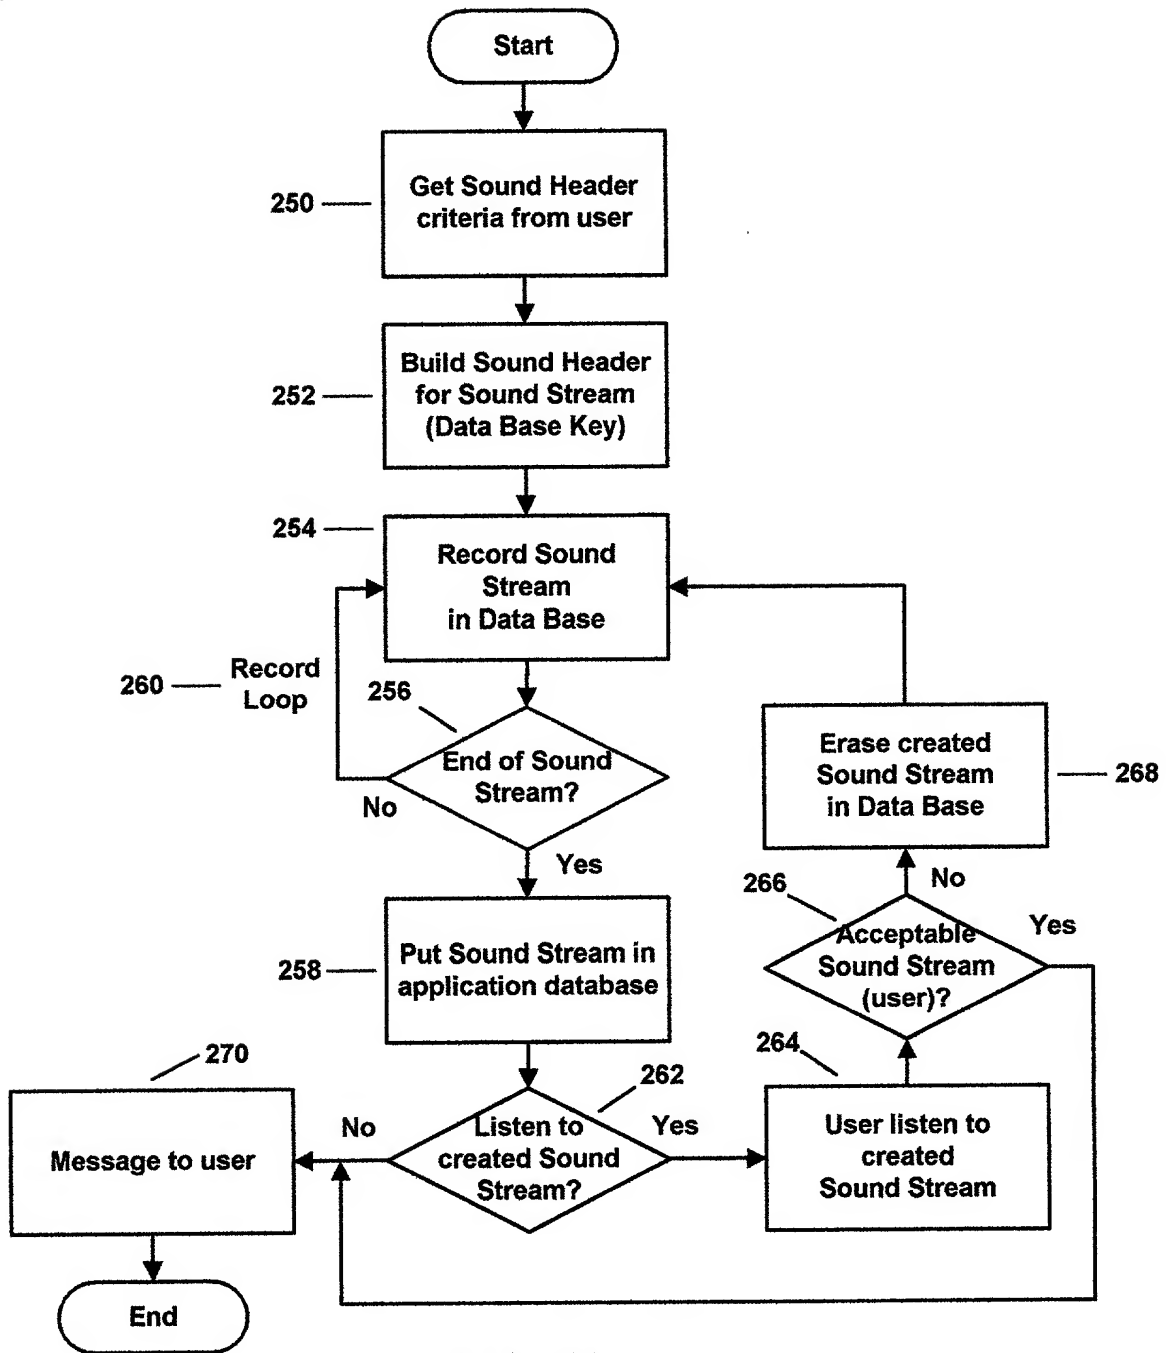 Start
250
Get Sound Header
criteria from user
252
Build Sound Header
for Sound Stream
(Data Base Key)
254
Record Sound
Stream
in Data Base
260
Record
Loop
256
End of Sound
Stream?
No
Yes
Erase created
Sound Stream
in Data Base
268
266
No
Yes
Acceptable
Sound Stream
(user)?
258
Put Sound Stream in
application database
270
Message to user
No
262
Listen to
created Sound
Stream?
Yes
264
User listen to
created
Sound Stream
End